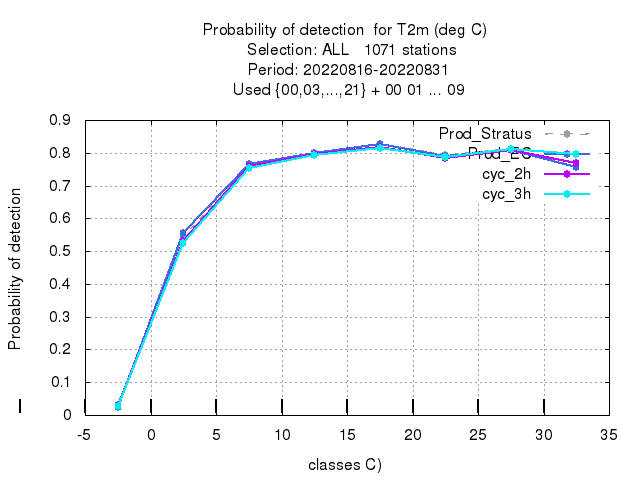 Probability of detection  for T2m (deg C)
Selection: ALL   1071 stations
Period: 20220816-20220831
Used {00,03,...,21} + 00 01 ... 09
Probability of detection
0.9
0.8
0.7
0.6
0.5
0.4
0.3
0.2
0.1
0
Prod_Stratus
Prod_EC
cyc_2h
cyc_3h
-5 0 5 10 15 20 25 30 35
classes C)